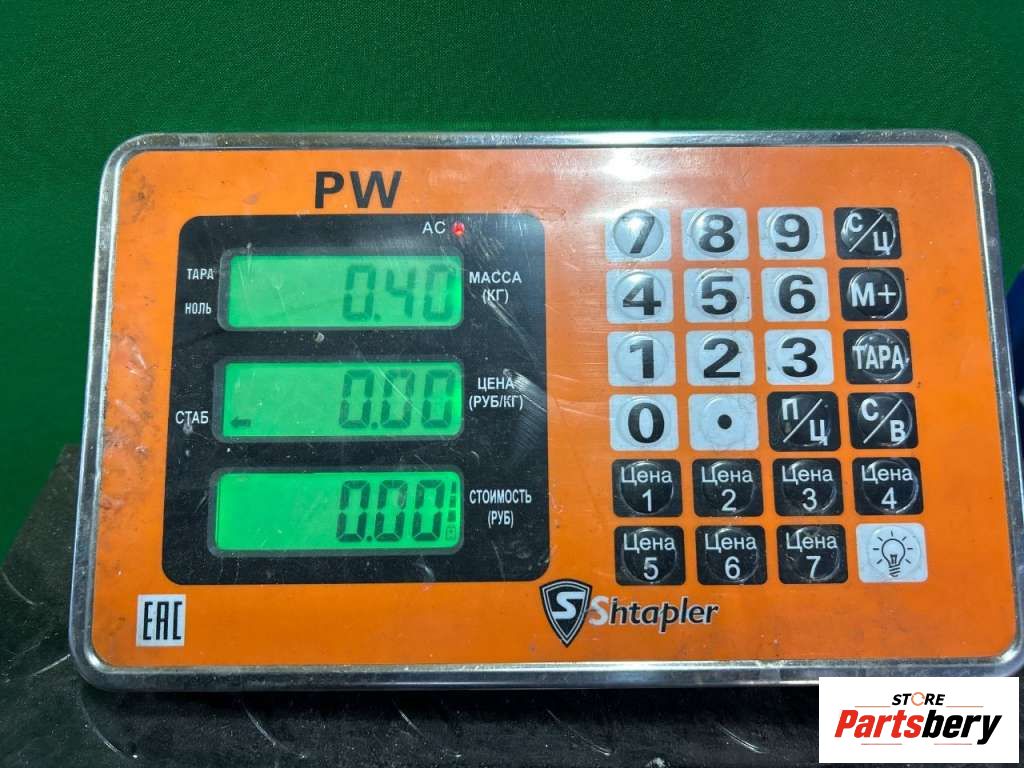 PW
AC
ТАРА
НОЛЬ
0.40
МАССА
(КГ)
СТАБ
0.00
ЦЕНА
(РУБ/КГ)
0.00
СТОИМОСТЬ
(РУБ)
7 8 9 С/Ц
4 5 6 М+
1 2 3 ТАРА
0 . П/Ц С/В
Цена 1 Цена 2 Цена 3 Цена 4
Цена 5 Цена 6 Цена 7
EAC
S Shtapler
STORE
Partsbery